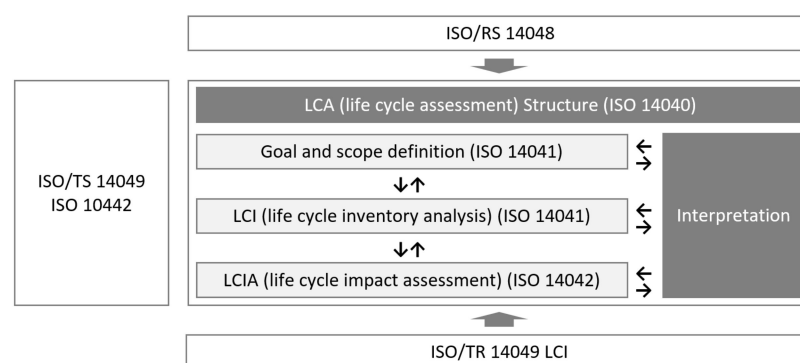 ISO/RS 14048
LCA (life cycle assessment) Structure (ISO 14040)
ISO/TS 14049
ISO 10442
Goal and scope definition (ISO 14041)
LCI (life cycle inventory analysis) (ISO 14041)
LCIA (life cycle impact assessment) (ISO 14042)
Interpretation
ISO/TR 14049 LCI